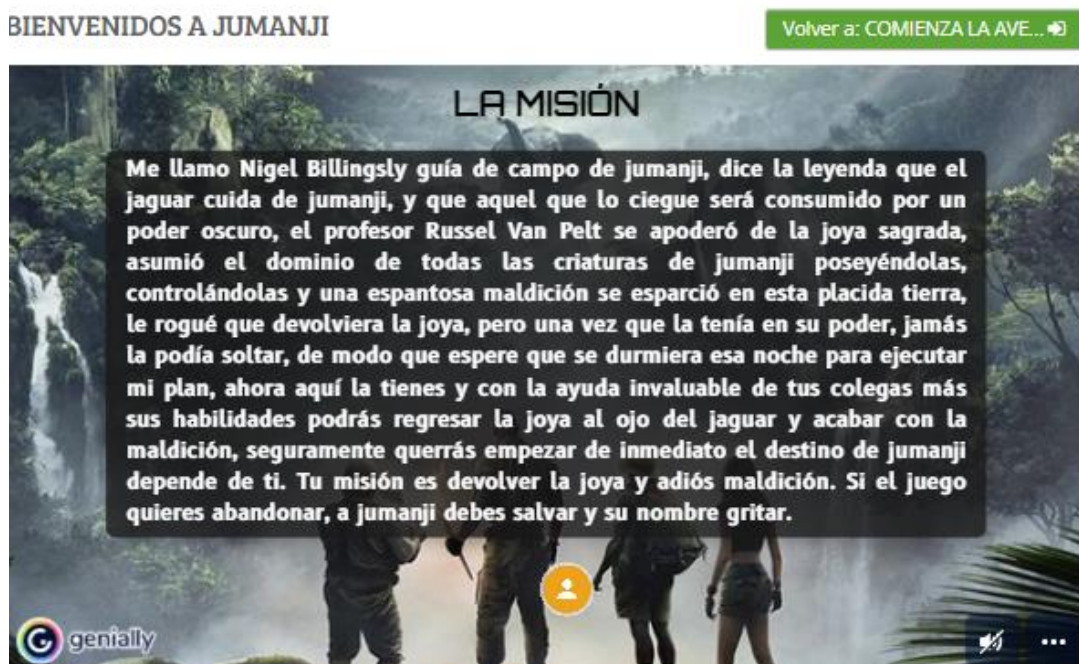 BIENVENIDOS A JUMANJI
Volver a: COMIENZA LA AVE...
LA MISIÓN
Me llamo Nigel Billingsly guía de campo de jumanji, dice la leyenda que el
jaguar cuida de jumanji, y que aquel que lo ciegue será consumido por un
poder oscuro, el profesor Russel Van Pelt se apoderó de la joya sagrada,
asumió el dominio de todas las criaturas de jumanji poseyéndolas,
controlándolas y una espantosa maldición se esparció en esta placida tierra,
le rogué que devolviera la joya, pero una vez que la tenía en su poder, jamás
la podía soltar, de modo que espere que se durmiera esa noche para ejecutar
mi plan, ahora aquí la tienes y con la ayuda invaluable de tus colegas más
sus habilidades podrás regresar la joya al ojo del jaguar y acabar con la
maldición, seguramente querrás empezar de inmediato el destino de jumanji
depende de ti. Tu misión es devolver la joya y adiós maldición. Si el juego
quieres abandonar, a jumanji debes salvar y su nombre gritar.
genially